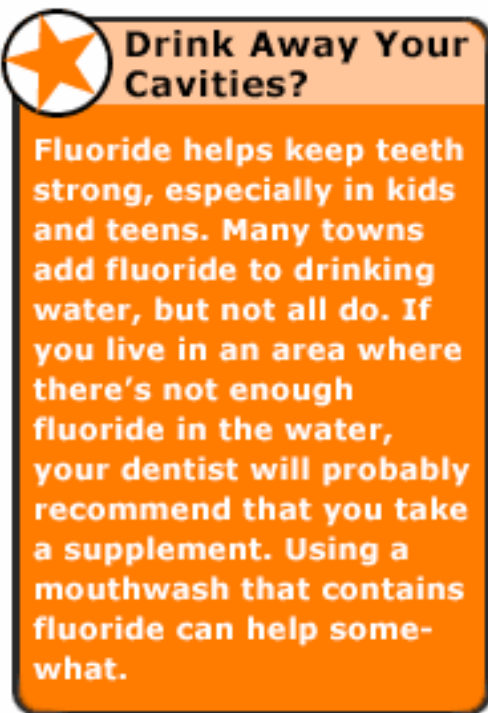 Drink Away Your
Cavities?
Fluoride helps keep teeth
strong, especially in kids
and teens. Many towns
add fluoride to drinking
water, but not all do. If
you live in an area where
there's not enough
fluoride in the water,
your dentist will probably
recommend that you take
a supplement. Using a
mouthwash that contains
fluoride can help some-
what.